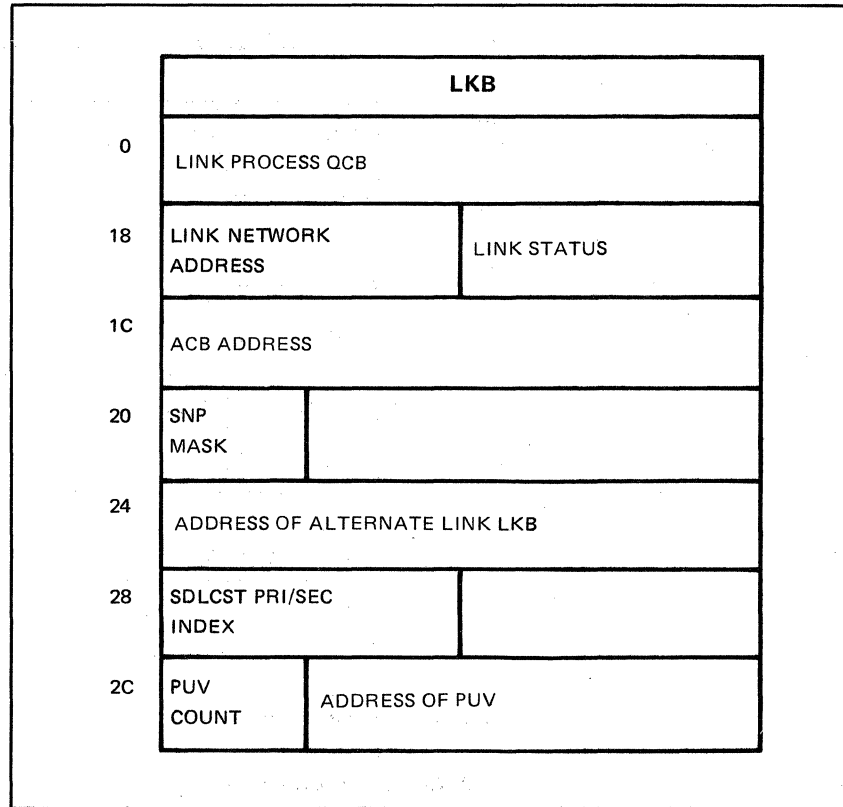 LKB
0 LINK PROCESS QCB
18 LINK NETWORK ADDRESS LINK STATUS
1C ACB ADDRESS
20 SNP MASK
24 ADDRESS OF ALTERNATE LINK LKB
28 SDLCST PRI/SEC INDEX
2C PUV COUNT ADDRESS OF PUV